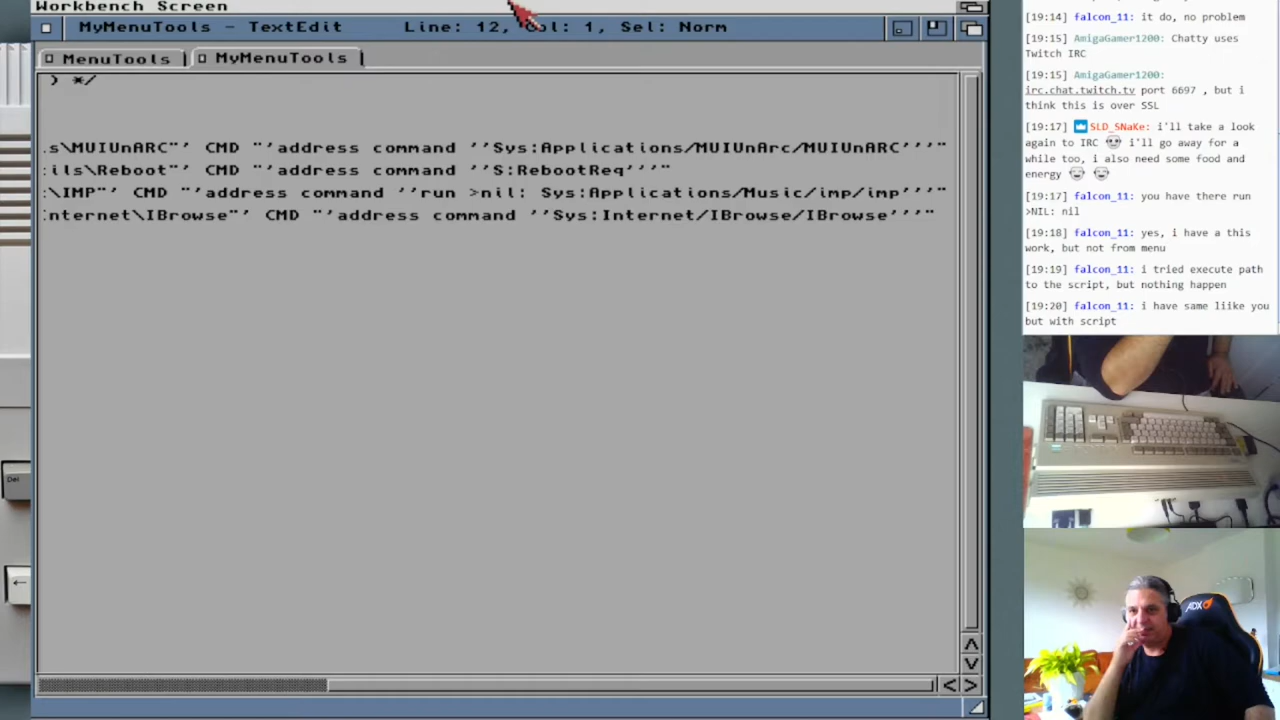 Workbench Screen
MyMenuTools - TextEdit Line: 12, Col: 1, Sel: Norm
MenuTools
MyMenuTools
) */
.s\MUIUnARC"' CMD "'address command ''Sys:Applications/MUIUnArc/MUIUnARC'''"
:ils\Reboot"' CMD "'address command ''S:RebootReq'''"
:\IMP"' CMD "'address command ''run >nil: Sys:Applications/Music/imp/imp'''"
:nternet\IBrowse"' CMD "'address command ''Sys:Internet/IBrowse/IBrowse'''"
Del
[19:14] falcon_11: it do, no problem
[19:15] AmigaGamer1200: Chatty uses
Twitch IRC
[19:15] AmigaGamer1200:
irc.chat.twitch.tv port 6697 , but i
think this is over SSL
[19:17] SLD_SNaKe: i'll take a look
again to IRC i'll go away for a
while too, i also need some food and
energy
[19:17] falcon_11: you have there run
>NIL: nil
[19:18] falcon_11: yes, i have a this
work, but not from menu
[19:19] falcon_11: i tried execute path
to the script, but nothing happen
[19:20] falcon_11: i have same liike you
but with script
ADX